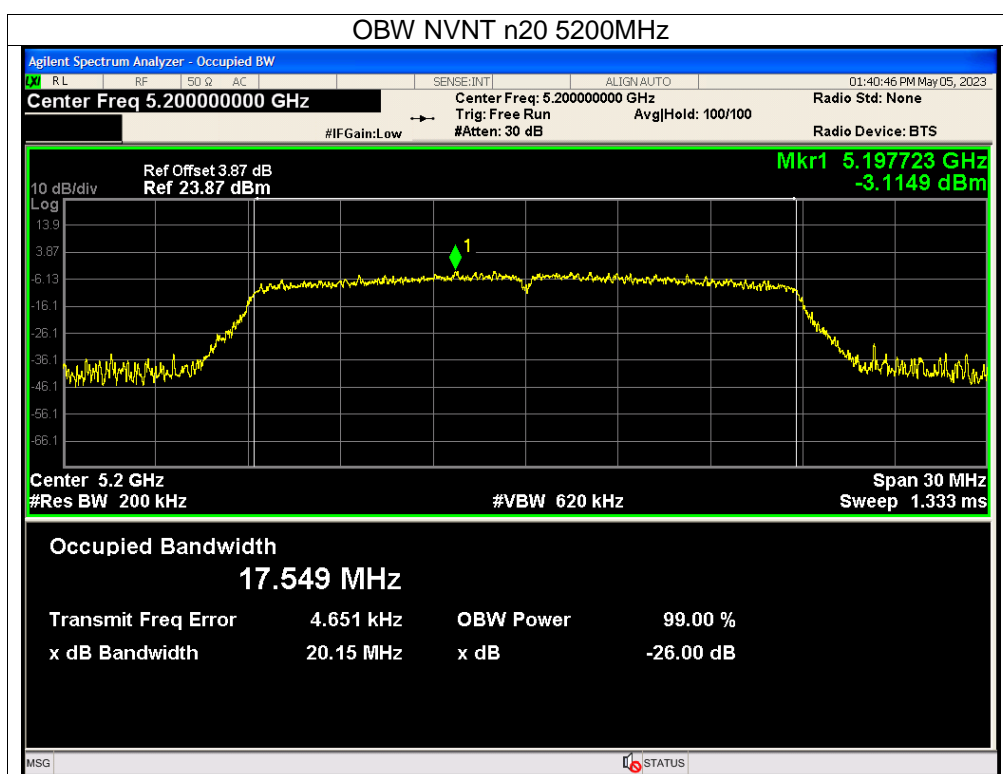 OBW NVNT n20 5200MHz
Agilent Spectrum Analyzer - Occupied BW
LXI RL RF 50 Ω AC SENSE:INT ALIGN AUTO 01:40:46 PM May 05, 2023
Center Freq 5.200000000 GHz Center Freq: 5.200000000 GHz Radio Std: None
Trig: Free Run Avg|Hold: 100/100
#IFGain:Low #Atten: 30 dB Radio Device: BTS
Mkr1 5.197723 GHz
Ref Offset 3.87 dB -3.1149 dBm
10 dB/div Ref 23.87 dBm
Log
13.9
1
3.87
-6.13
-16.1
-26.1
-36.1
-46.1
-56.1
-66.1
Center 5.2 GHz Span 30 MHz
#Res BW 200 kHz #VBW 620 kHz Sweep 1.333 ms
Occupied Bandwidth
17.549 MHz
Transmit Freq Error 4.651 kHz OBW Power 99.00 %
x dB Bandwidth 20.15 MHz x dB -26.00 dB
MSG STATUS